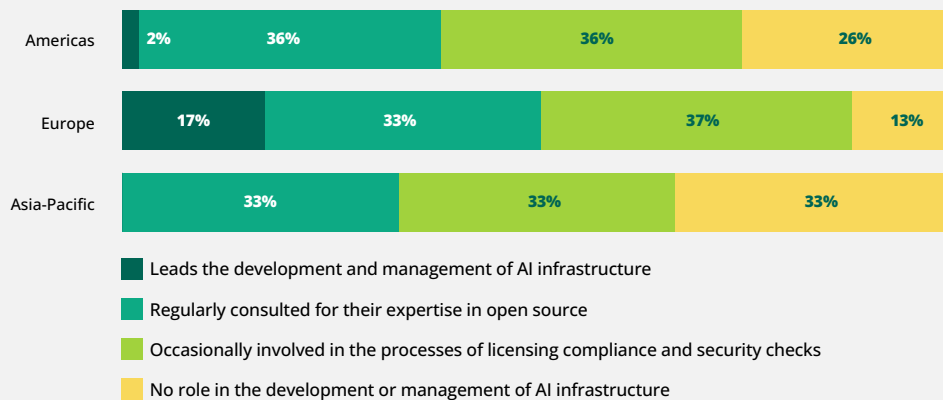 Americas 2% 36% 36% 26%
Europe 17% 33% 37% 13%
Asia-Pacific 33% 33% 33%
Leads the development and management of AI infrastructure
Regularly consulted for their expertise in open source
Occasionally involved in the processes of licensing compliance and security checks
No role in the development or management of AI infrastructure